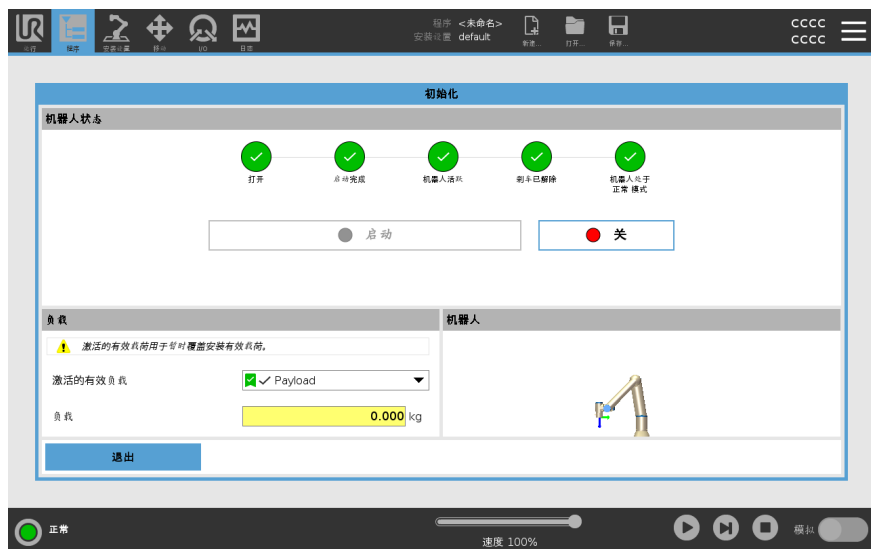 程序 <未命名>
安装设置 default
运行
程序
安装设置
移动
I/O
日志
新建...
打开...
保存...
CCCC
CCCC
初始化
机器人状态
打开
启动完成
机器人活跃
刹车已解除
机器人处于
正常 模式
启动
关
负载
机器人
激活的有效载荷用于暂时覆盖安装有效载荷。
激活的有效负载
Payload
负载
0.000 kg
退出
正常
速度 100%
模拟